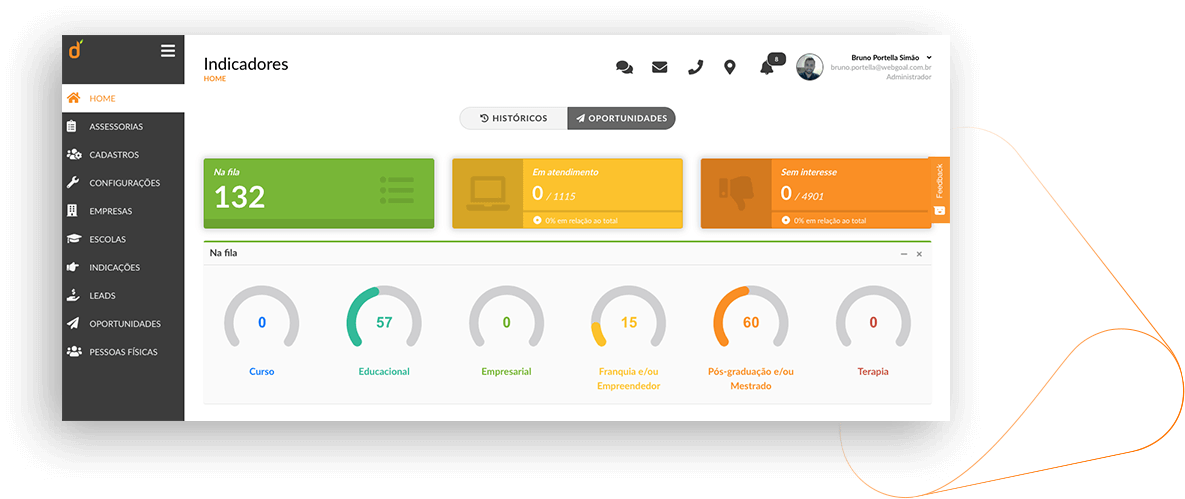 Indicadores
HOME
8
Bruno Portella Simão
bruno.portella@webgoal.com.br
Administrador
HOME
ASSESSORIAS
CADASTROS
CONFIGURAÇÕES
EMPRESAS
ESCOLAS
INDICAÇÕES
LEADS
OPORTUNIDADES
PESSOAS FÍSICAS
HISTÓRICOS
OPORTUNIDADES
Na fila
132
Em atendimento
0 / 1115
0% em relação ao total
Sem interesse
0 / 4901
0% em relação ao total
Feedback
Na fila
0
Curso
57
Educacional
0
Empresarial
15
Franquia e/ou
Empreendedor
60
Pós-graduação e/ou
Mestrado
0
Terapia